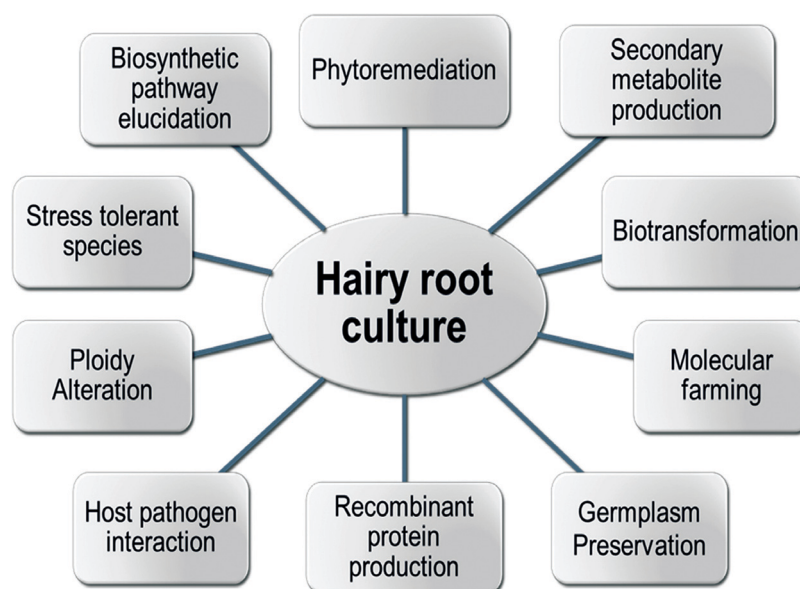 Biosynthetic
pathway
elucidation
Phytoremediation
Secondary
metabolite
production
Stress tolerant
species
Hairy root
culture
Biotransformation
Ploidy
Alteration
Molecular
farming
Host pathogen
interaction
Recombinant
protein
production
Germplasm
Preservation